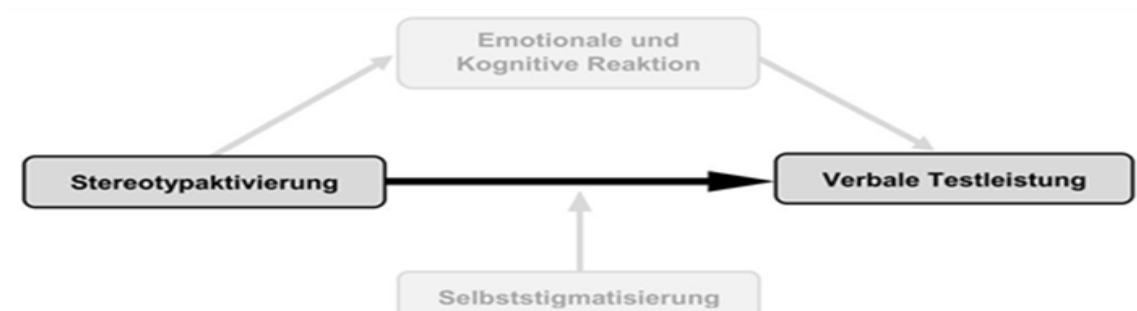 Emotionale und
Kognitive Reaktion
Stereotypaktivierung
Verbale Testleistung
Selbststigmatisierung